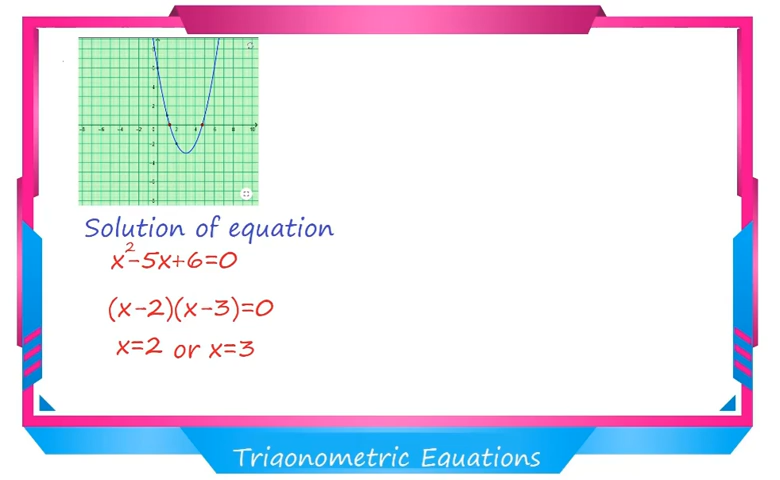 Solution of equation
x²-5x+6=0
(x-2)(x-3)=0
x=2 or x=3
Trigonometric Equations